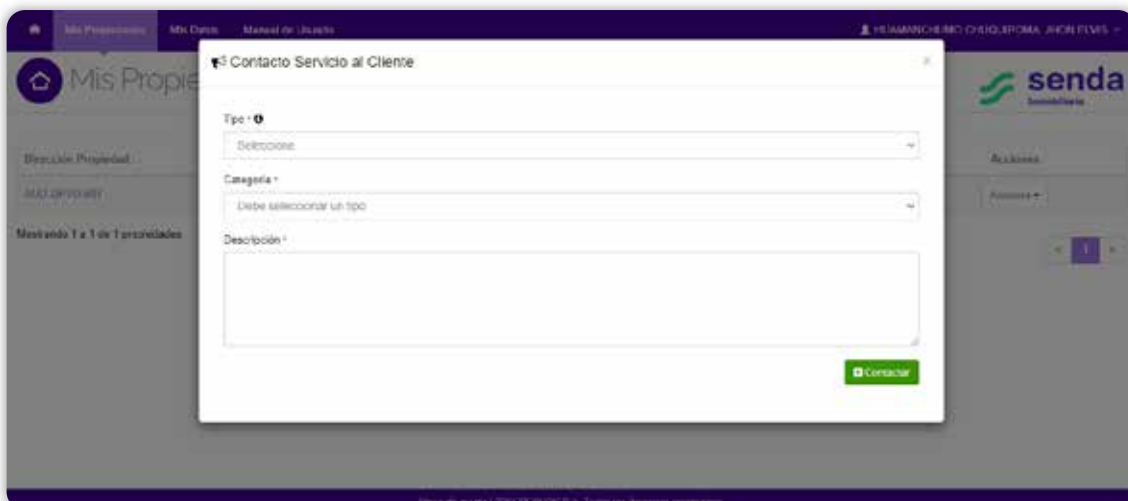 Mis Propiedades Mis Datos Manual de Usuario HUAMANCHUMO CHUQUIPOMA, JHON ELVIS
Contacto Servicio al Cliente ×
Mis Propie
senda
Inmobiliaria
Tipo *
Seleccione
Dirección Propiedad Acciones
Categoría *
Debe seleccionar un tipo
Acciones
Mostrando 1 a 1 de 1 propiedades
Descripción *
« 1 »
Contactar